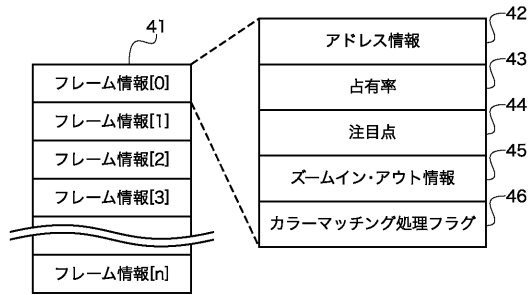 41
フレーム情報[0]
フレーム情報[1]
フレーム情報[2]
フレーム情報[3]
フレーム情報[n]
42
アドレス情報
43
占有率
44
注目点
45
ズームイン・アウト情報
46
カラーマッチング処理フラグ